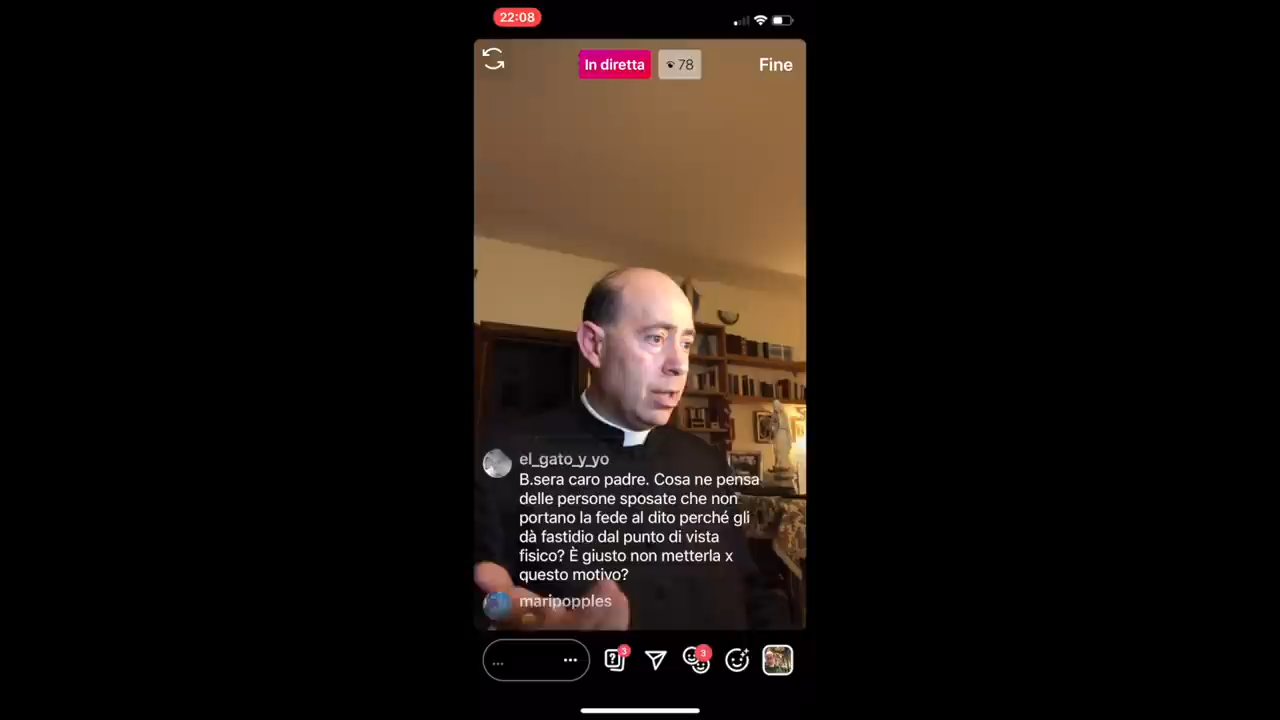 22:08
In diretta
78
Fine
el_gato_y_yo
B.sera caro padre. Cosa ne pensa
delle persone sposate che non
portano la fede al dito perché gli
dà fastidio dal punto di vista
fisico? È giusto non metterla x
questo motivo?
maripopples
...
3
3